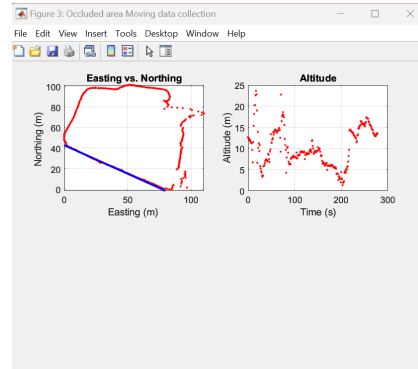 Figure 3: Occluded area Moving data collection
File Edit View Insert Tools Desktop Window Help
Easting vs. Northing
100
80
60
40
20
0
Northing (m)
0 50 100
Easting (m)
Altitude
25
20
15
10
5
0
Altitude (m)
0 100 200 300
Time (s)